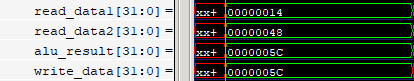 read_data1[31:0] = xx+ 00000014
read_data2[31:0] = xx+ 00000048
alu_result[31:0] = xx+ 0000005C
write_data[31:0] = xx+ 0000005C